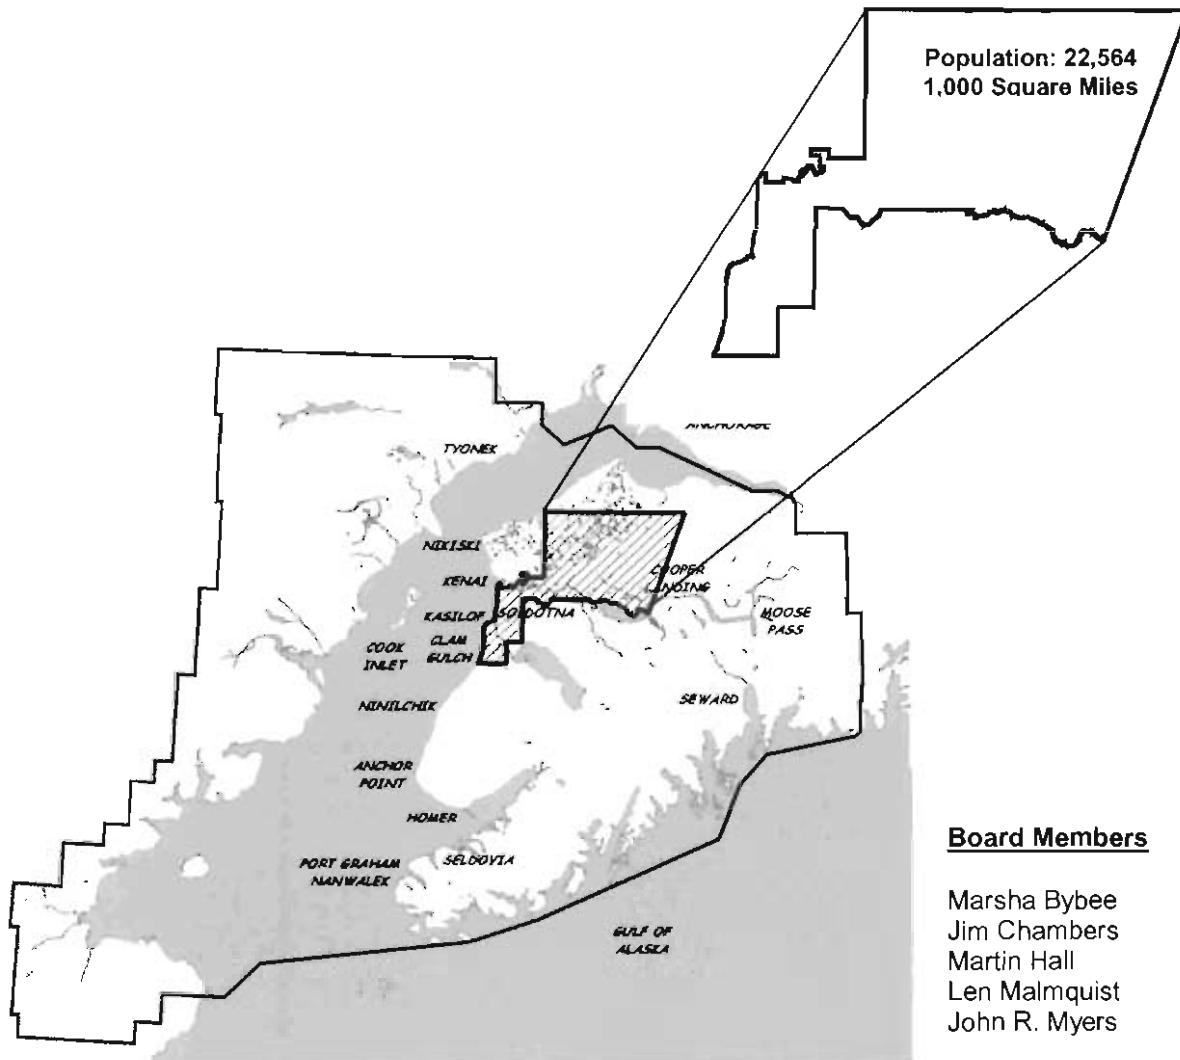 Population: 22,564
1,000 Square Miles
ANCHORAGE
TYONEK
NIKISKI
KENAI
COOPER
LANDING
KASILOF
SOLDOTNA
MOOSE
PASS
CLAM
GULCH
COOK
INLET
SEWARD
NINILCHIK
ANCHOR
POINT
HOMER
SELDOVIA
PORT GRAHAM
NANWALEK
GULF OF
ALASKA
Board Members
Marsha Bybee
Jim Chambers
Martin Hall
Len Malmquist
John R. Myers